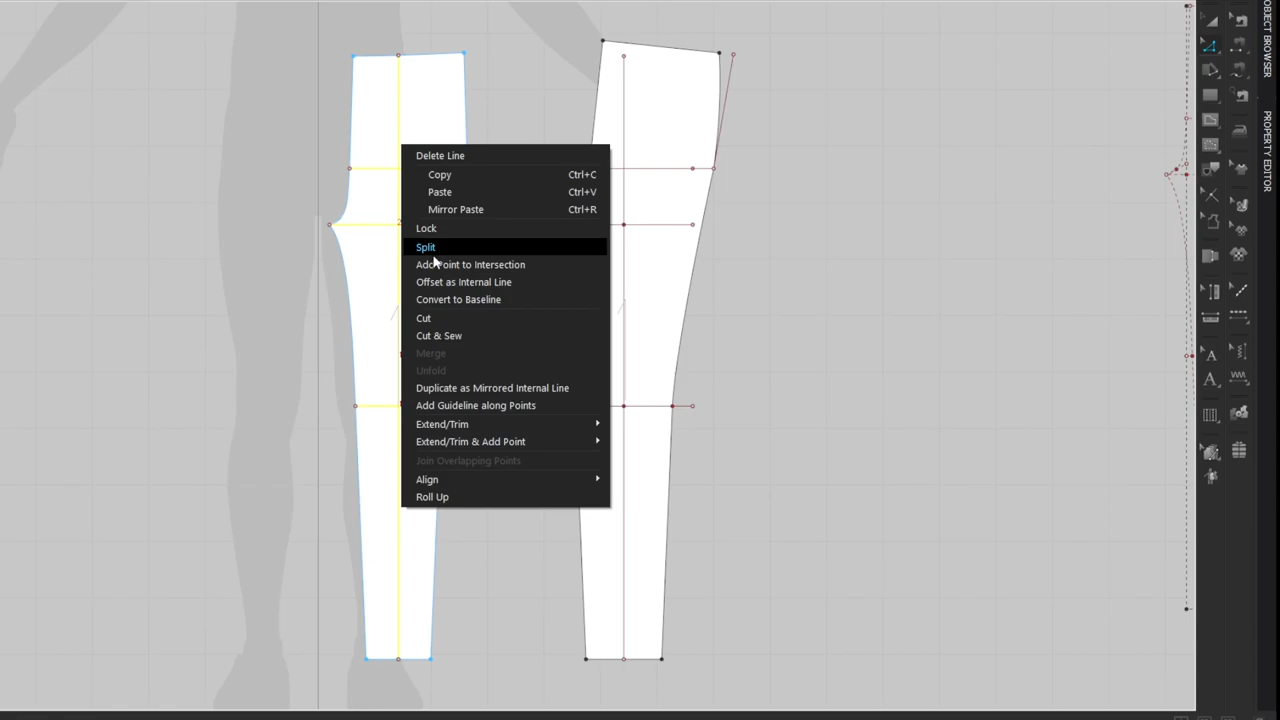 Delete Line
Copy Ctrl+C
Paste Ctrl+V
Mirror Paste Ctrl+R
Lock
Split
Add Point to Intersection
Offset as Internal Line
Convert to Baseline
Cut
Cut & Sew
Merge
Unfold
Duplicate as Mirrored Internal Line
Add Guideline along Points
Extend/Trim
Extend/Trim & Add Point
Join Overlapping Points
Align
Roll Up
OBJECT BROWSER
PROPERTY EDITOR